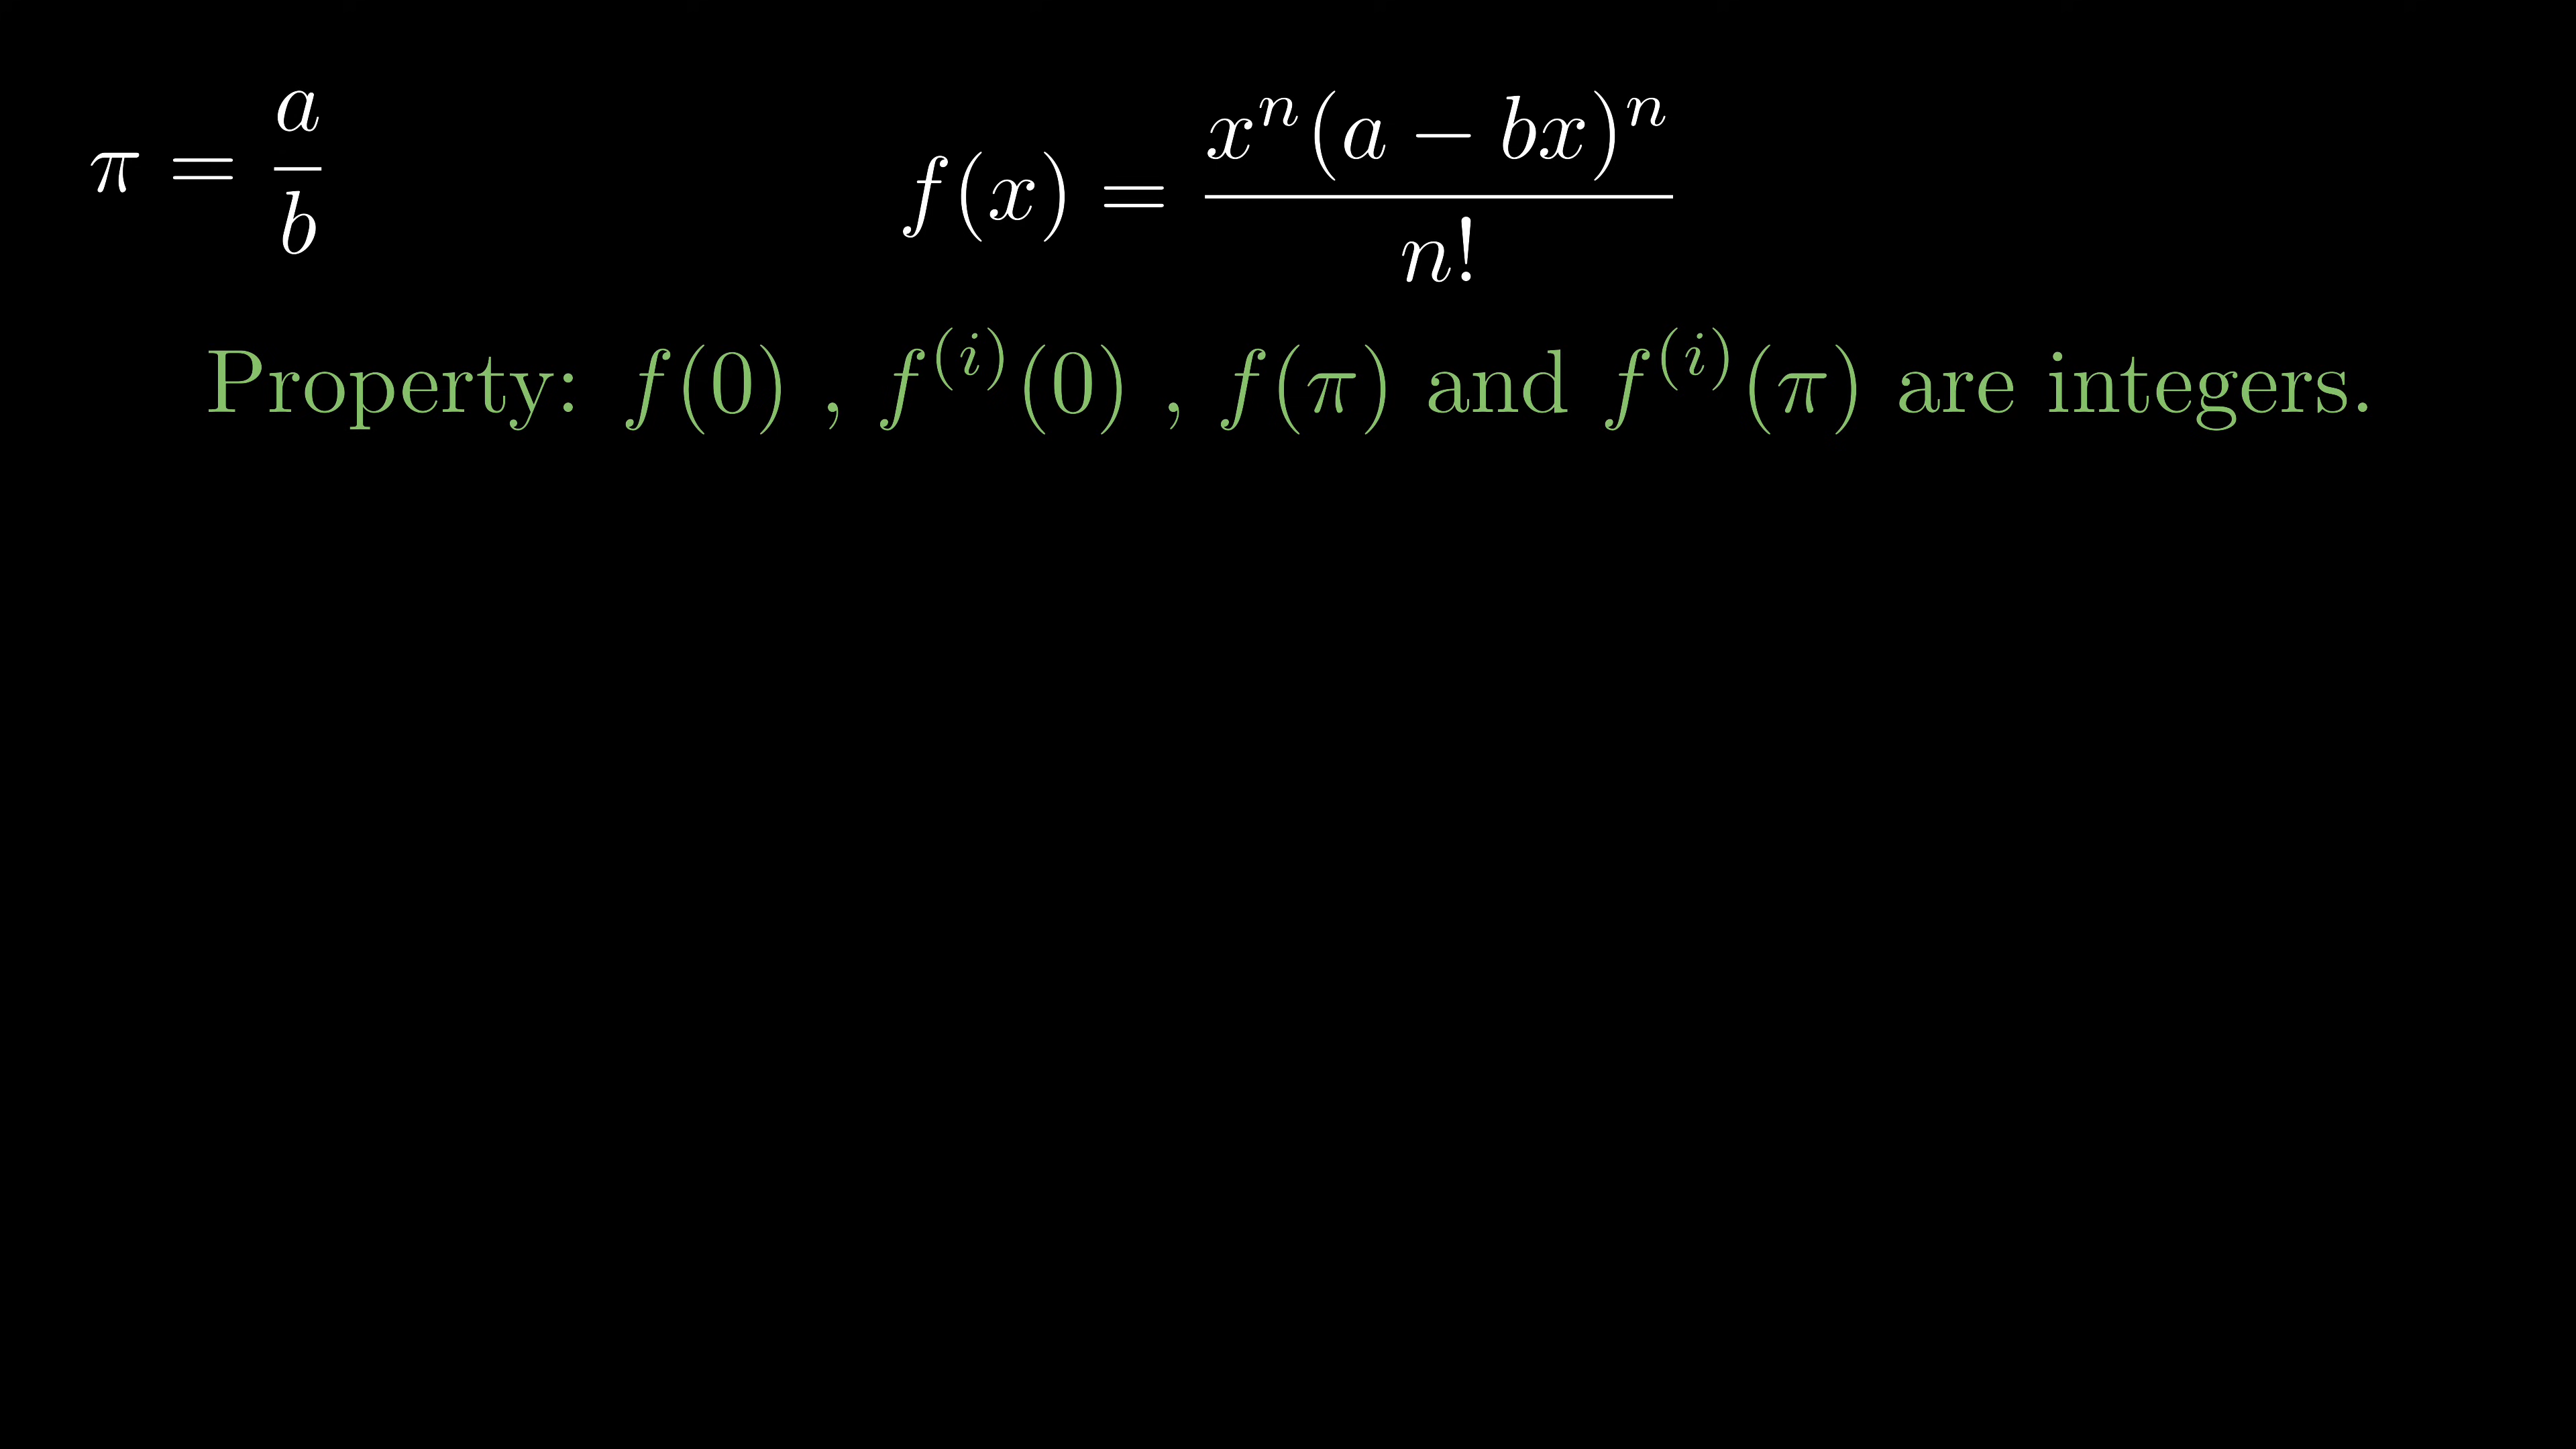 π = a/b
f(x) = x^n(a − bx)^n / n!
Property: f(0) , f^(i)(0) , f(π) and f^(i)(π) are integers.